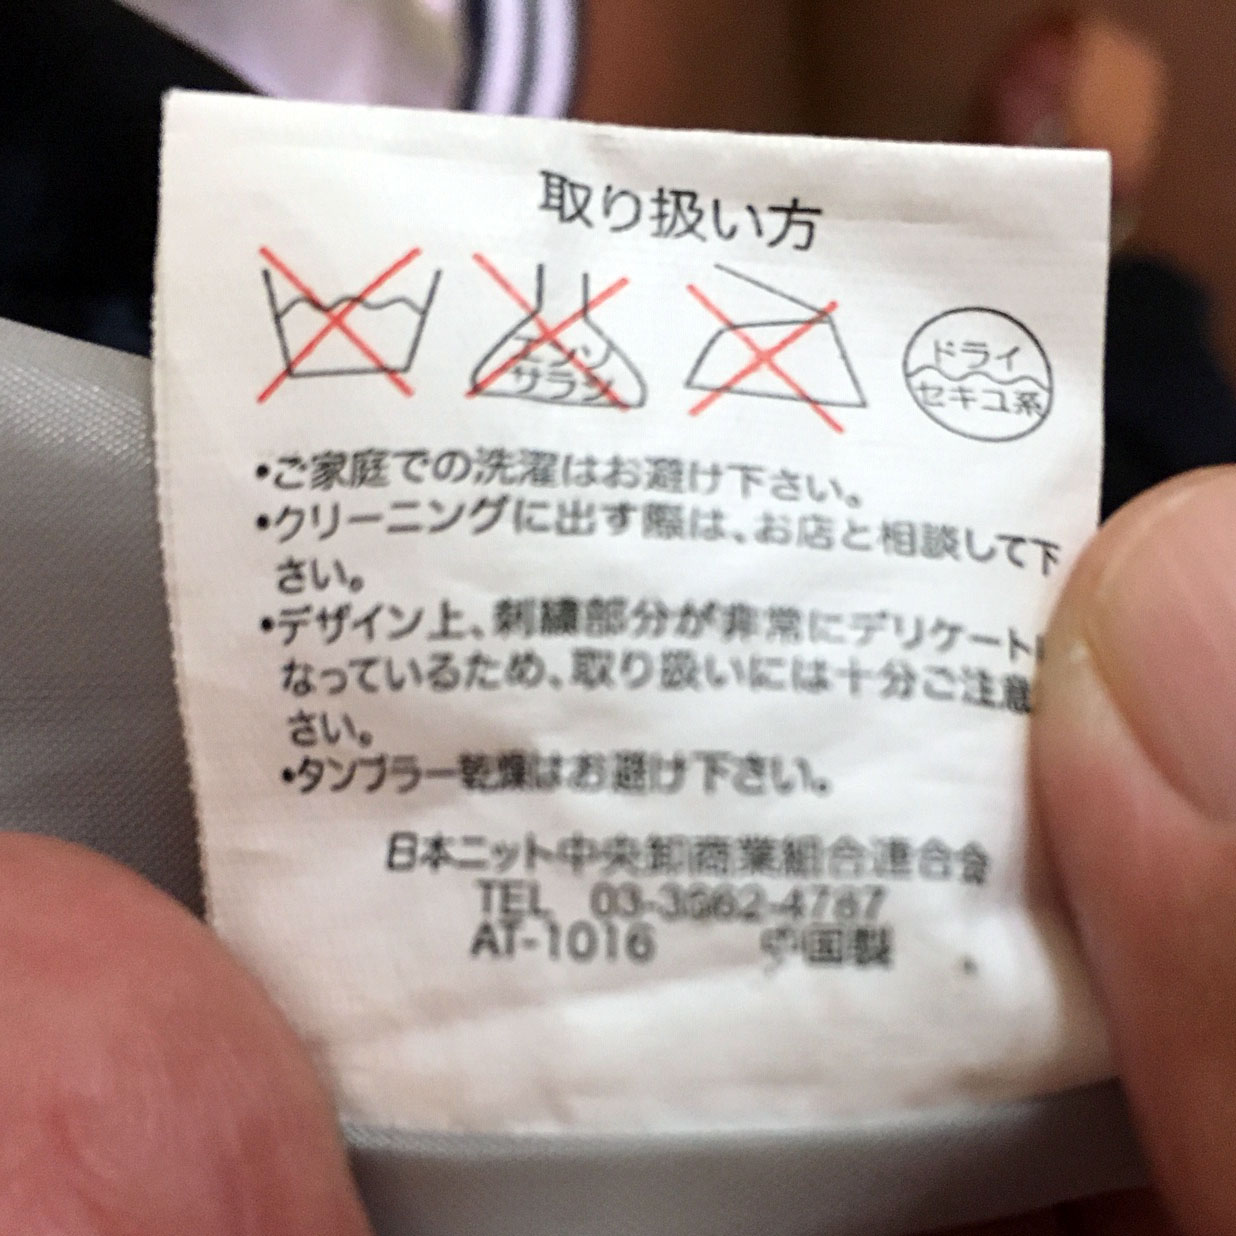 取り扱い方
エンソ
サラシ
ドライ
セキユ系
•ご家庭での洗濯はお避け下さい。
•クリーニングに出す際は、お店と相談して下
さい。
•デザイン上、刺繍部分が非常にデリケートに
なっているため、取り扱いには十分ご注意
さい。
•タンブラー乾燥はお避け下さい。
日本ニット中央卸商業組合連合会
TEL 03-3662-4787
AT-1016 中国製